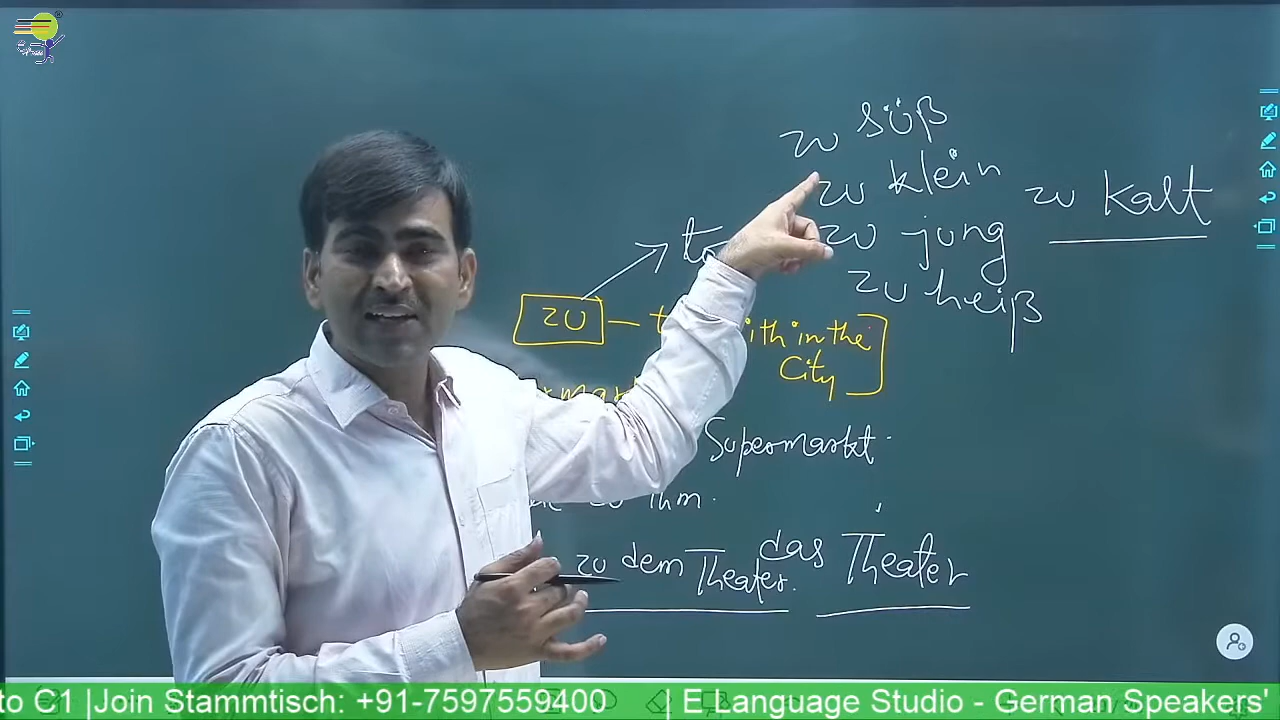 zu süß
zu klein
zu kalt
zu jung
zu heiß
zu
in the
City
Supermarkt.
zu ihm.
zu dem Theater.
das Theater
to C1 |Join Stammtisch: +91-7597559400 | E Language Studio - German Speakers'